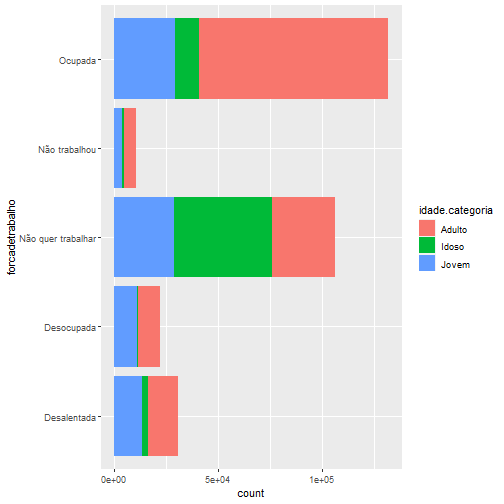 forcadetrabalho
Ocupada
Não trabalhou
Não quer trabalhar
Desocupada
Desalentada
0e+00
5e+04
1e+05
count
idade.categoria
Adulto
Idoso
Jovem